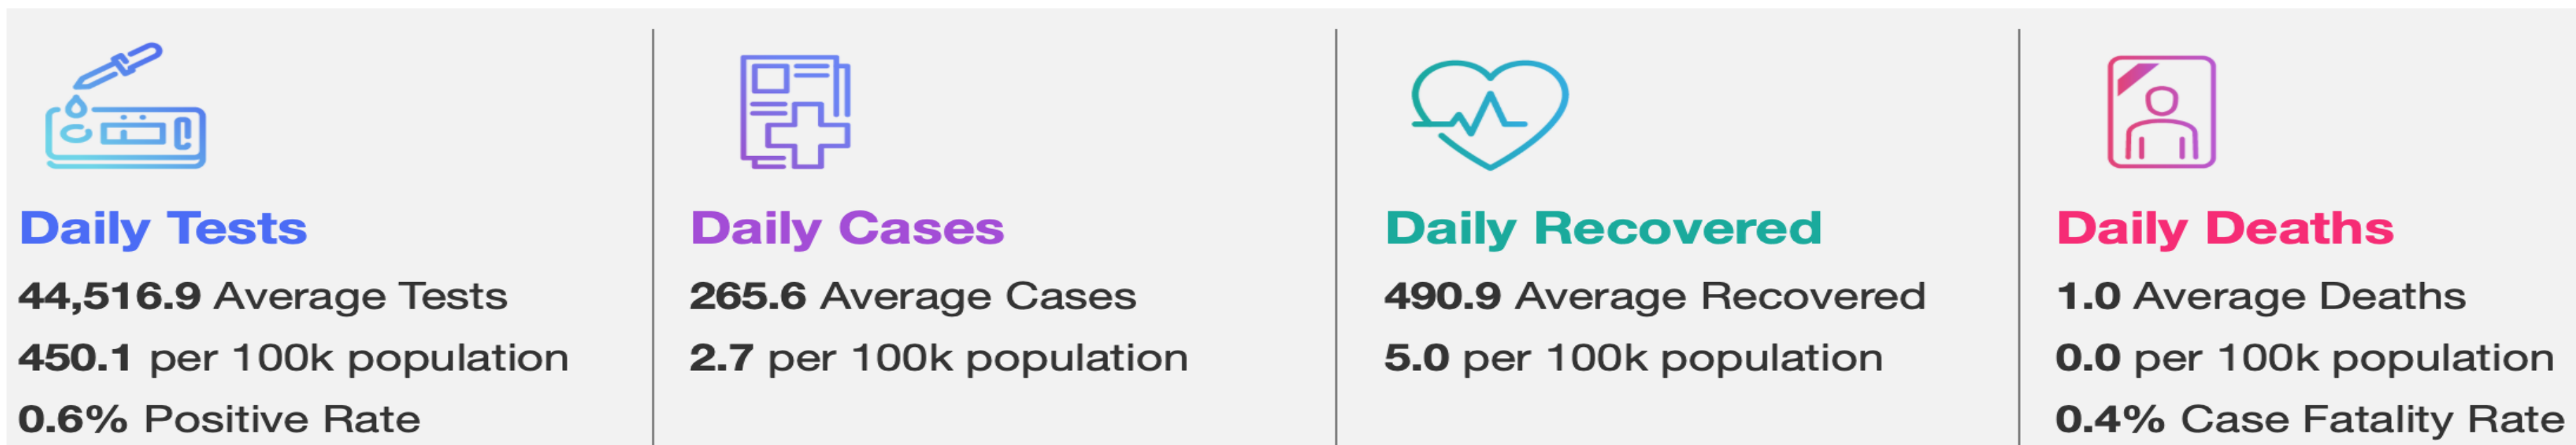 Daily Tests
44,516.9 Average Tests
450.1 per 100k population
0.6% Positive Rate
Daily Cases
265.6 Average Cases
2.7 per 100k population
Daily Recovered
490.9 Average Recovered
5.0 per 100k population
Daily Deaths
1.0 Average Deaths
0.0 per 100k population
0.4% Case Fatality Rate